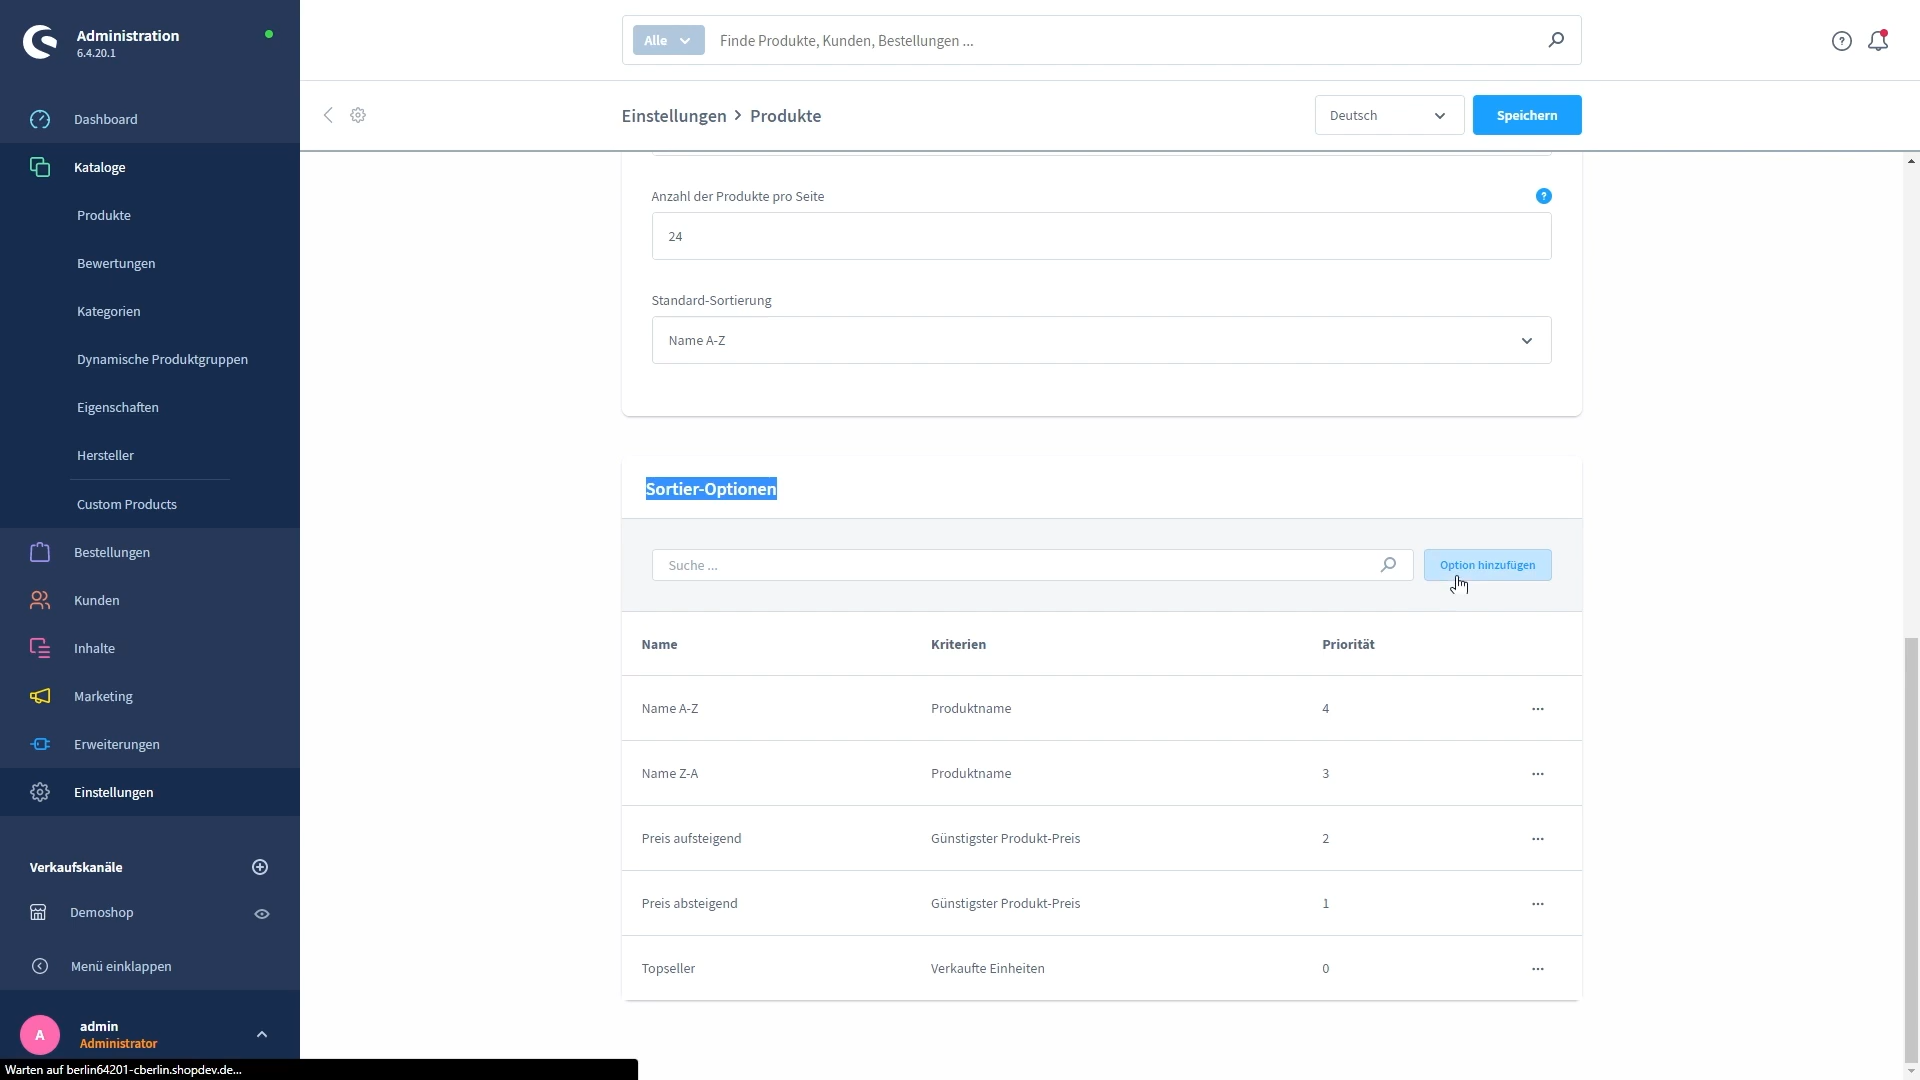 Administration
6.4.20.1
Alle
Finde Produkte, Kunden, Bestellungen ...
Einstellungen > Produkte
Deutsch
Speichern
Dashboard
Kataloge
Produkte
Bewertungen
Kategorien
Dynamische Produktgruppen
Eigenschaften
Hersteller
Custom Products
Bestellungen
Kunden
Inhalte
Marketing
Erweiterungen
Einstellungen
Verkaufskanäle
Demoshop
Menü einklappen
A
admin
Administrator
Warten auf berlin64201-cberlin.shopdev.de...
Anzahl der Produkte pro Seite
?
24
Standard-Sortierung
Name A-Z
Sortier-Optionen
Suche ...
Option hinzufügen
Name Kriterien Priorität
Name A-Z Produktname 4 ...
Name Z-A Produktname 3 ...
Preis aufsteigend Günstigster Produkt-Preis 2 ...
Preis absteigend Günstigster Produkt-Preis 1 ...
Topseller Verkaufte Einheiten 0 ...